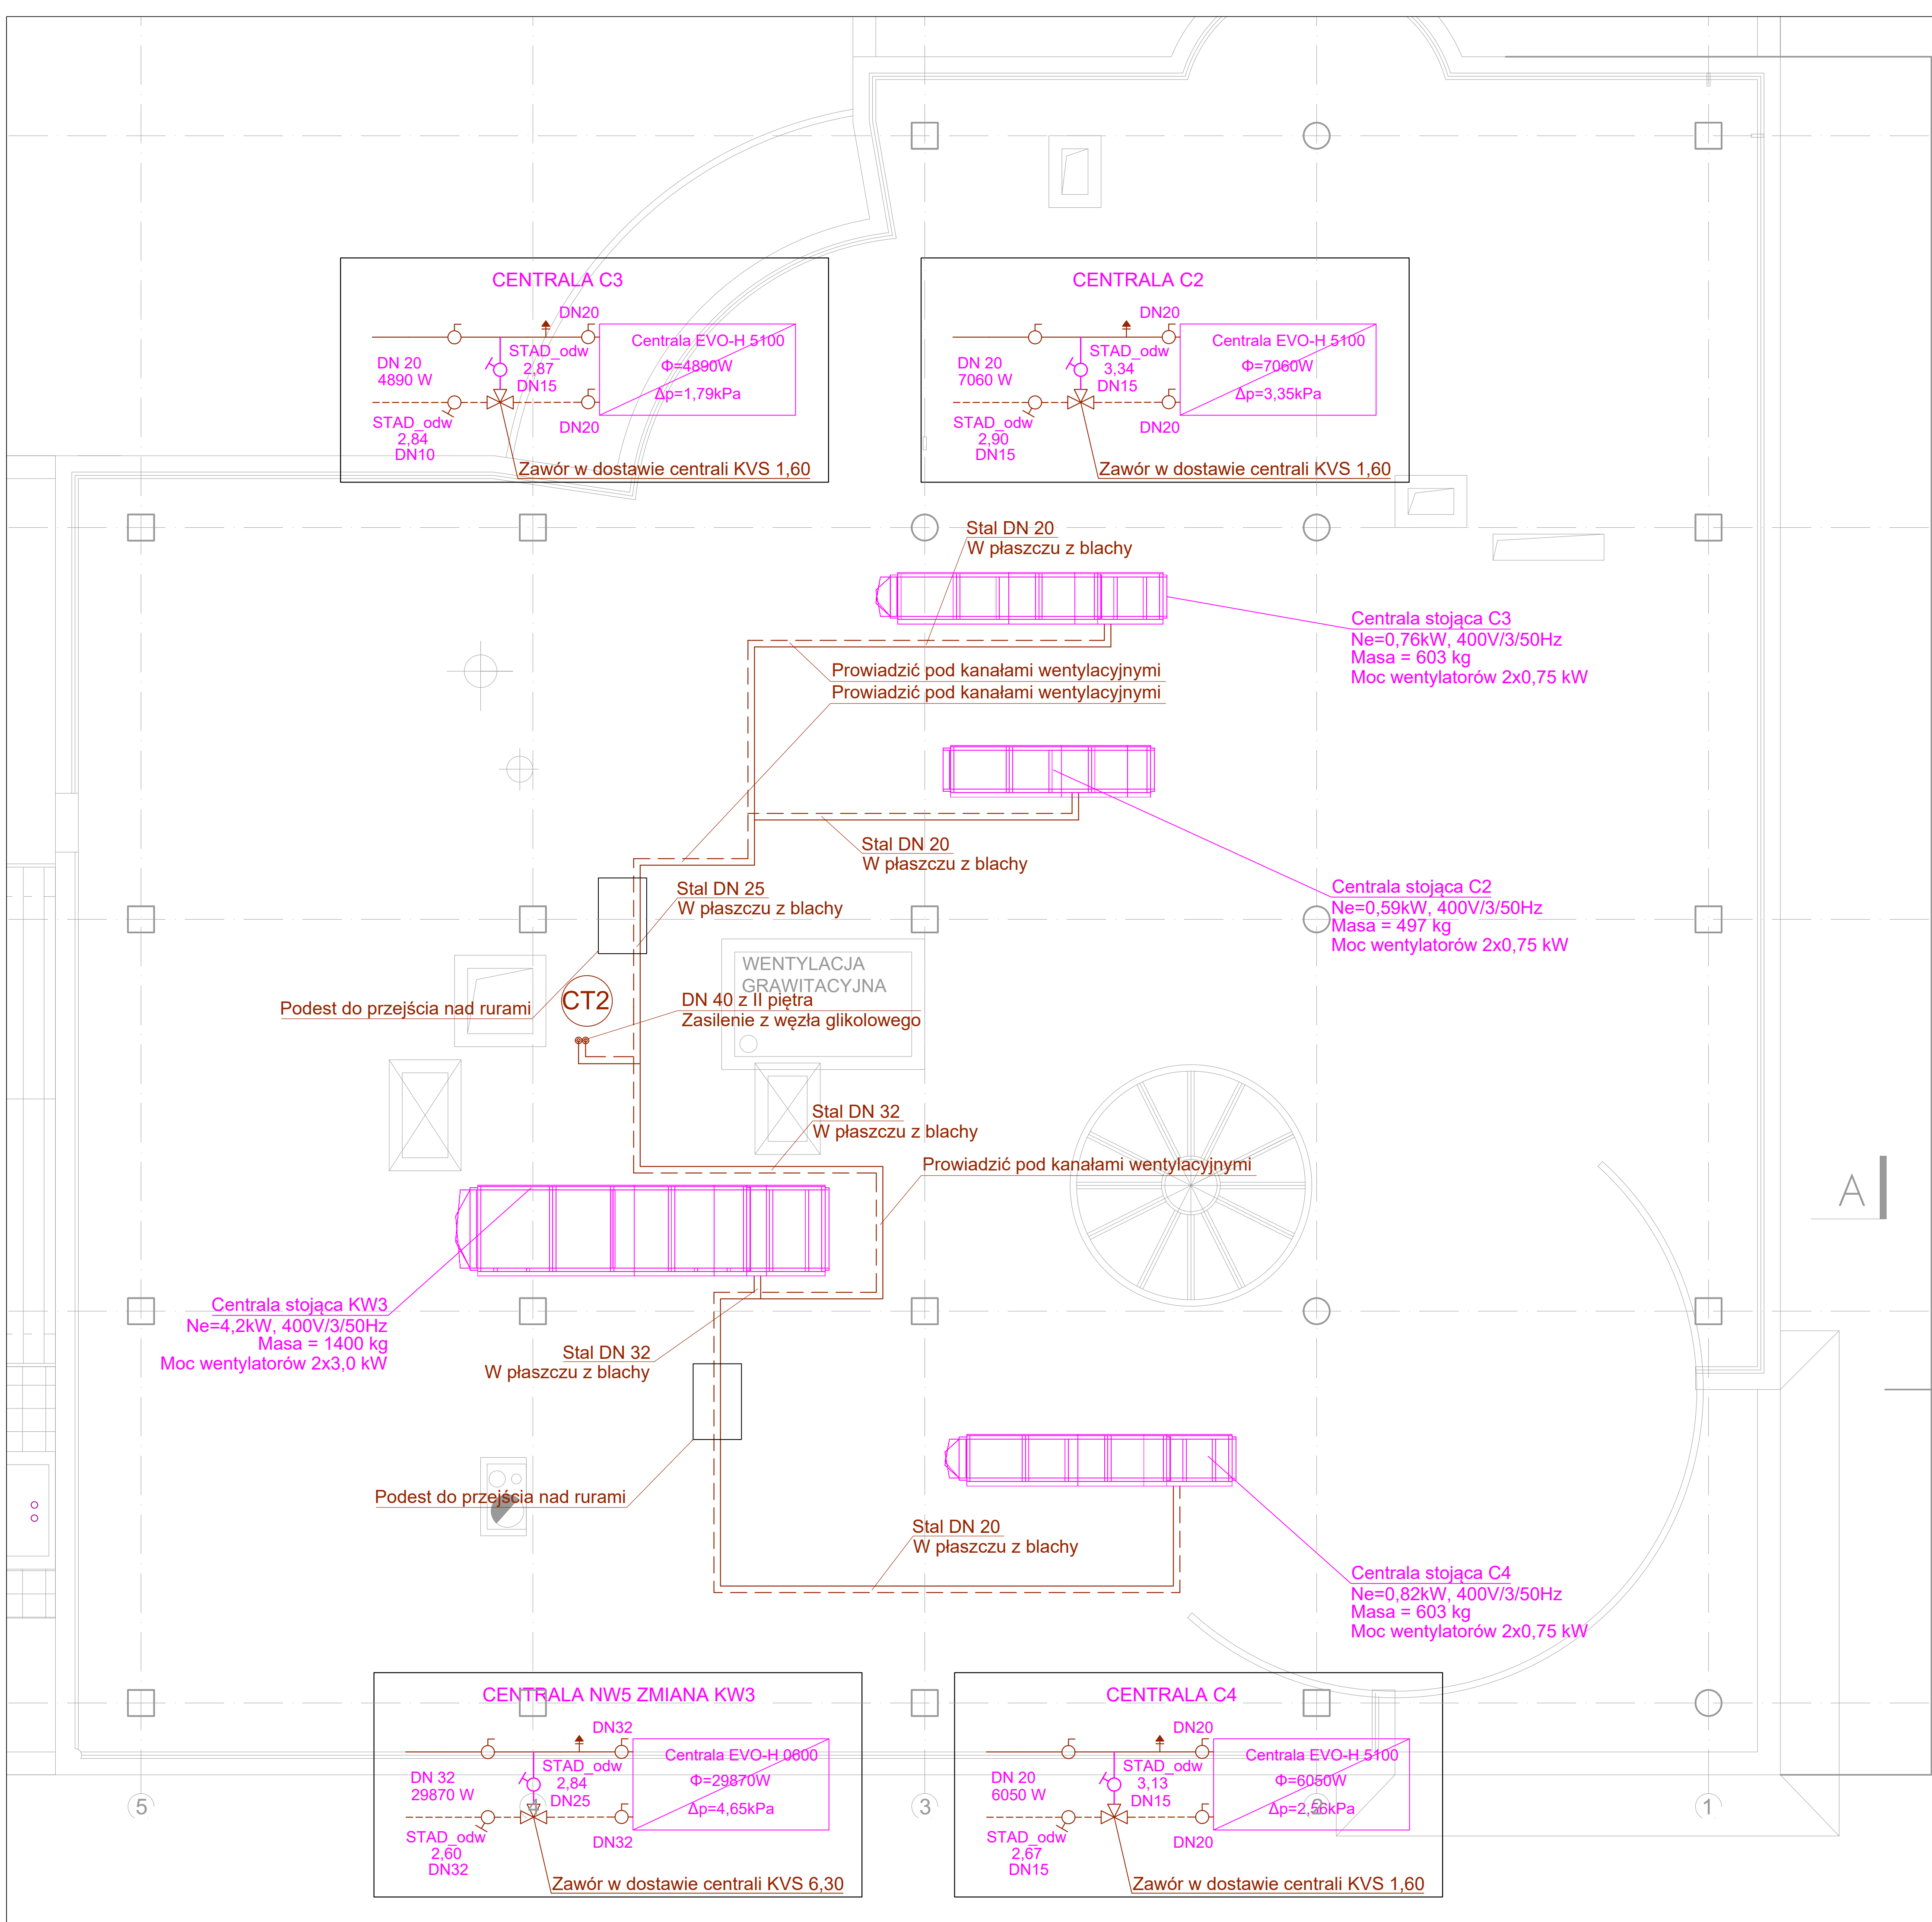 CENTRALA C3
DN20
Centrala EVO-H 5100
Φ=4890W
Δp=1,79kPa
STAD_odw
2,87
DN15
DN 20
4890 W
STAD_odw
2,84
DN10
DN20
Zawór w dostawie centrali KVS 1,60
CENTRALA C2
DN20
Centrala EVO-H 5100
Φ=7060W
Δp=3,35kPa
STAD_odw
3,34
DN15
DN 20
7060 W
STAD_odw
2,90
DN15
DN20
Zawór w dostawie centrali KVS 1,60
Stal DN 20
W płaszczu z blachy
Centrala stojąca C3
Ne=0,76kW, 400V/3/50Hz
Masa = 603 kg
Moc wentylatorów 2x0,75 kW
Prowiadzić pod kanałami wentylacyjnymi
Prowiadzić pod kanałami wentylacyjnymi
Stal DN 20
W płaszczu z blachy
Stal DN 25
W płaszczu z blachy
Centrala stojąca C2
Ne=0,59kW, 400V/3/50Hz
Masa = 497 kg
Moc wentylatorów 2x0,75 kW
WENTYLACJA
GRAWITACYJNA
CT2
Podest do przejścia nad rurami
DN 40 z II piętra
Zasilenie z węzła glikolowego
Stal DN 32
W płaszczu z blachy
Prowiadzić pod kanałami wentylacyjnymi
A
Centrala stojąca KW3
Ne=4,2kW, 400V/3/50Hz
Masa = 1400 kg
Moc wentylatorów 2x3,0 kW
Stal DN 32
W płaszczu z blachy
Podest do przejścia nad rurami
Stal DN 20
W płaszczu z blachy
Centrala stojąca C4
Ne=0,82kW, 400V/3/50Hz
Masa = 603 kg
Moc wentylatorów 2x0,75 kW
CENTRALA NW5 ZMIANA KW3
DN32
Centrala EVO-H 0600
Φ=29870W
Δp=4,65kPa
STAD_odw
2,84
DN25
DN 32
29870 W
STAD_odw
2,60
DN32
DN32
Zawór w dostawie centrali KVS 6,30
CENTRALA C4
DN20
Centrala EVO-H 5100
Φ=6050W
Δp=2,56kPa
STAD_odw
3,13
DN15
DN 20
6050 W
STAD_odw
2,67
DN15
DN20
Zawór w dostawie centrali KVS 1,60
5
4
3
2
1